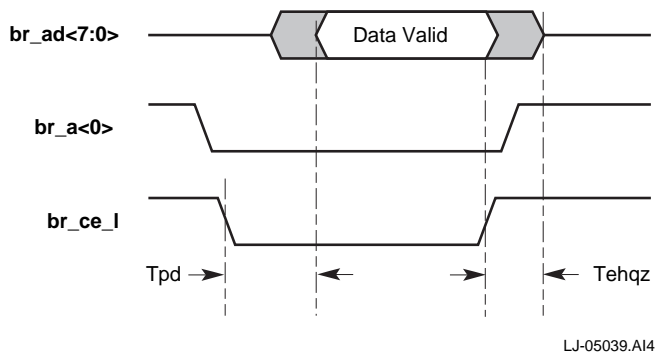 br_ad<7:0>
Data Valid
br_a<0>
br_ce_l
Tpd
Tehqz
LJ-05039.AI4